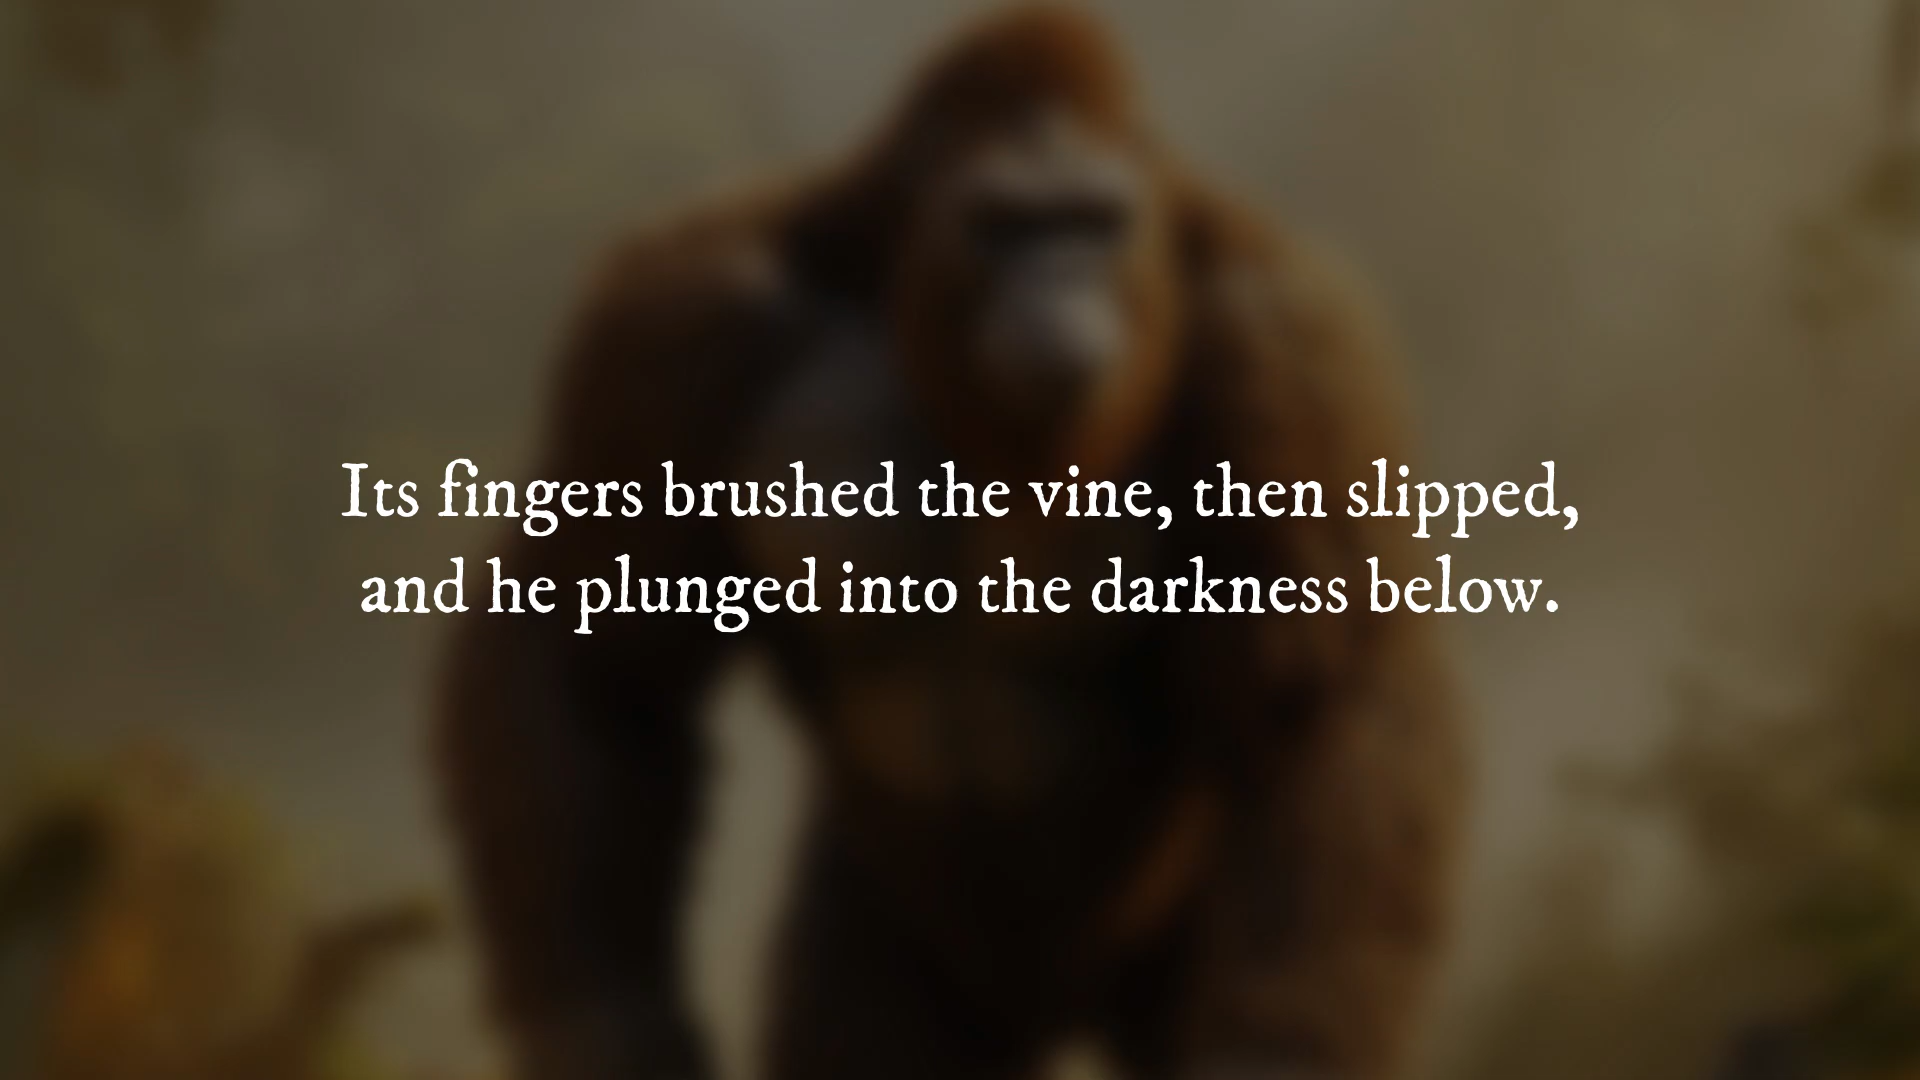 Its fingers brushed the vine, then slipped,
and he plunged into the darkness below.